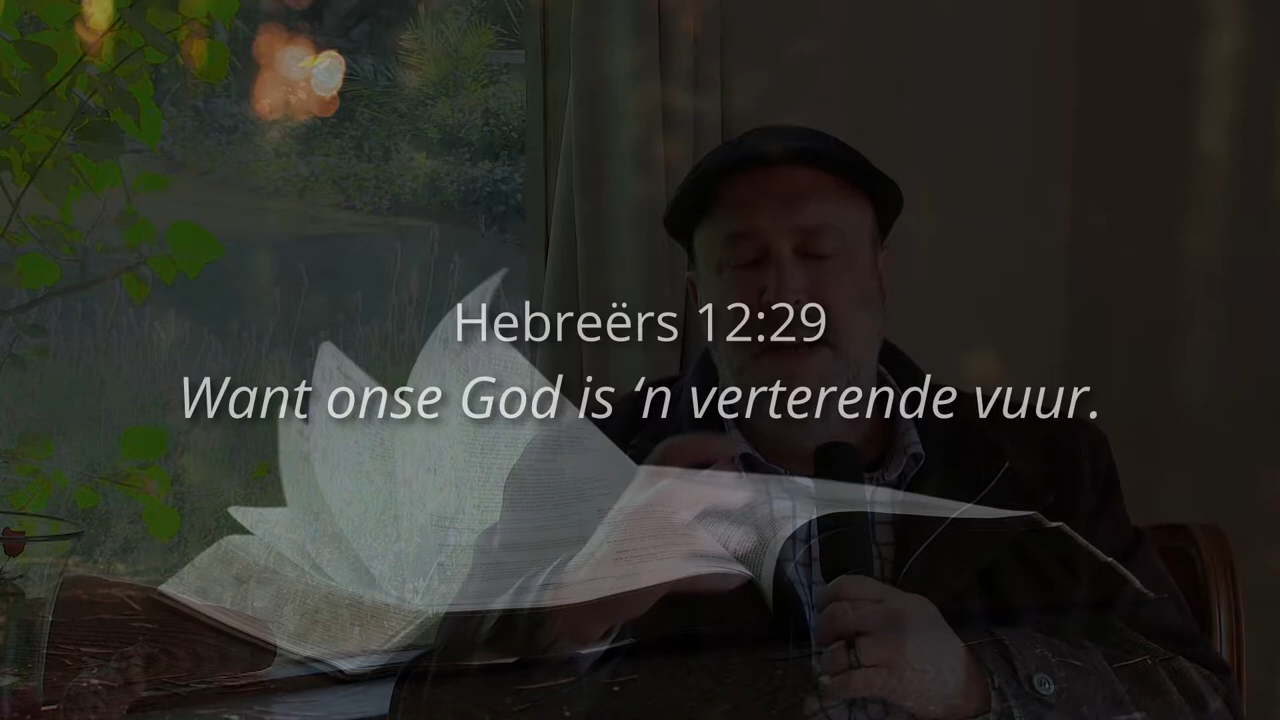 Hebreërs 12:29
Want onse God is ‘n verterende vuur.